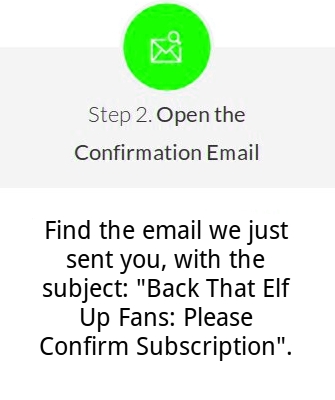 Step 2. Open the
Confirmation Email
Find the email we just
sent you, with the
subject: "Back That Elf
Up Fans: Please
Confirm Subscription".